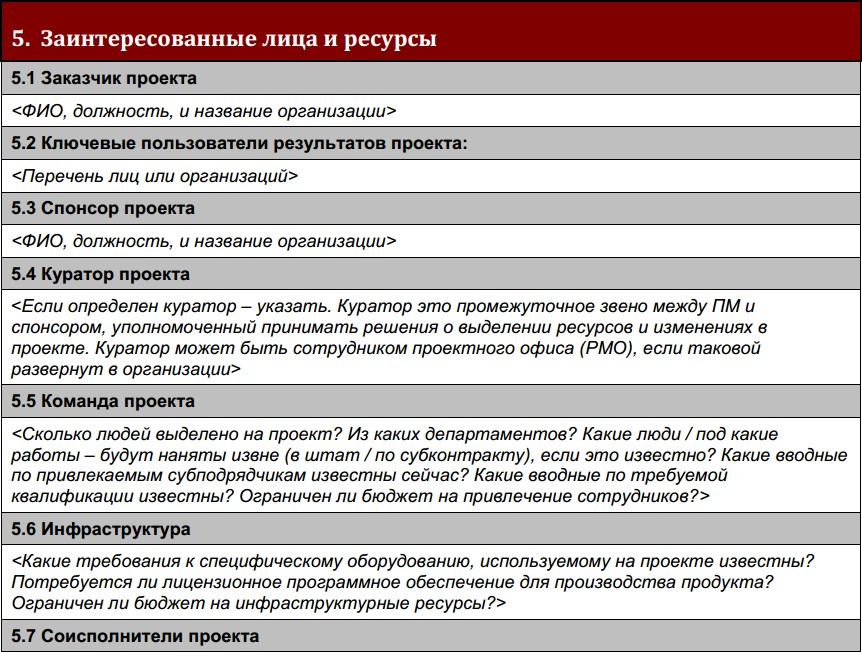 5. Заинтересованные лица и ресурсы
5.1 Заказчик проекта
<ФИО, должность, и название организации>
5.2 Ключевые пользователи результатов проекта:
<Перечень лиц или организаций>
5.3 Спонсор проекта
<ФИО, должность, и название организации>
5.4 Куратор проекта
<Если определен куратор – указать. Куратор это промежуточное звено между ПМ и
спонсором, уполномоченный принимать решения о выделении ресурсов и изменениях в
проекте. Куратор может быть сотрудником проектного офиса (РМО), если таковой
развернут в организации>
5.5 Команда проекта
<Сколько людей выделено на проект? Из каких департаментов? Какие люди / под какие
работы – будут наняты извне (в штат / по субконтракту), если это известно? Какие вводные
по привлекаемым субподрядчикам известны сейчас? Какие вводные по требуемой
квалификации известны? Ограничен ли бюджет на привлечение сотрудников?>
5.6 Инфраструктура
<Какие требования к специфическому оборудованию, используемому на проекте известны?
Потребуется ли лицензионное программное обеспечение для производства продукта?
Ограничен ли бюджет на инфраструктурные ресурсы?>
5.7 Соисполнители проекта